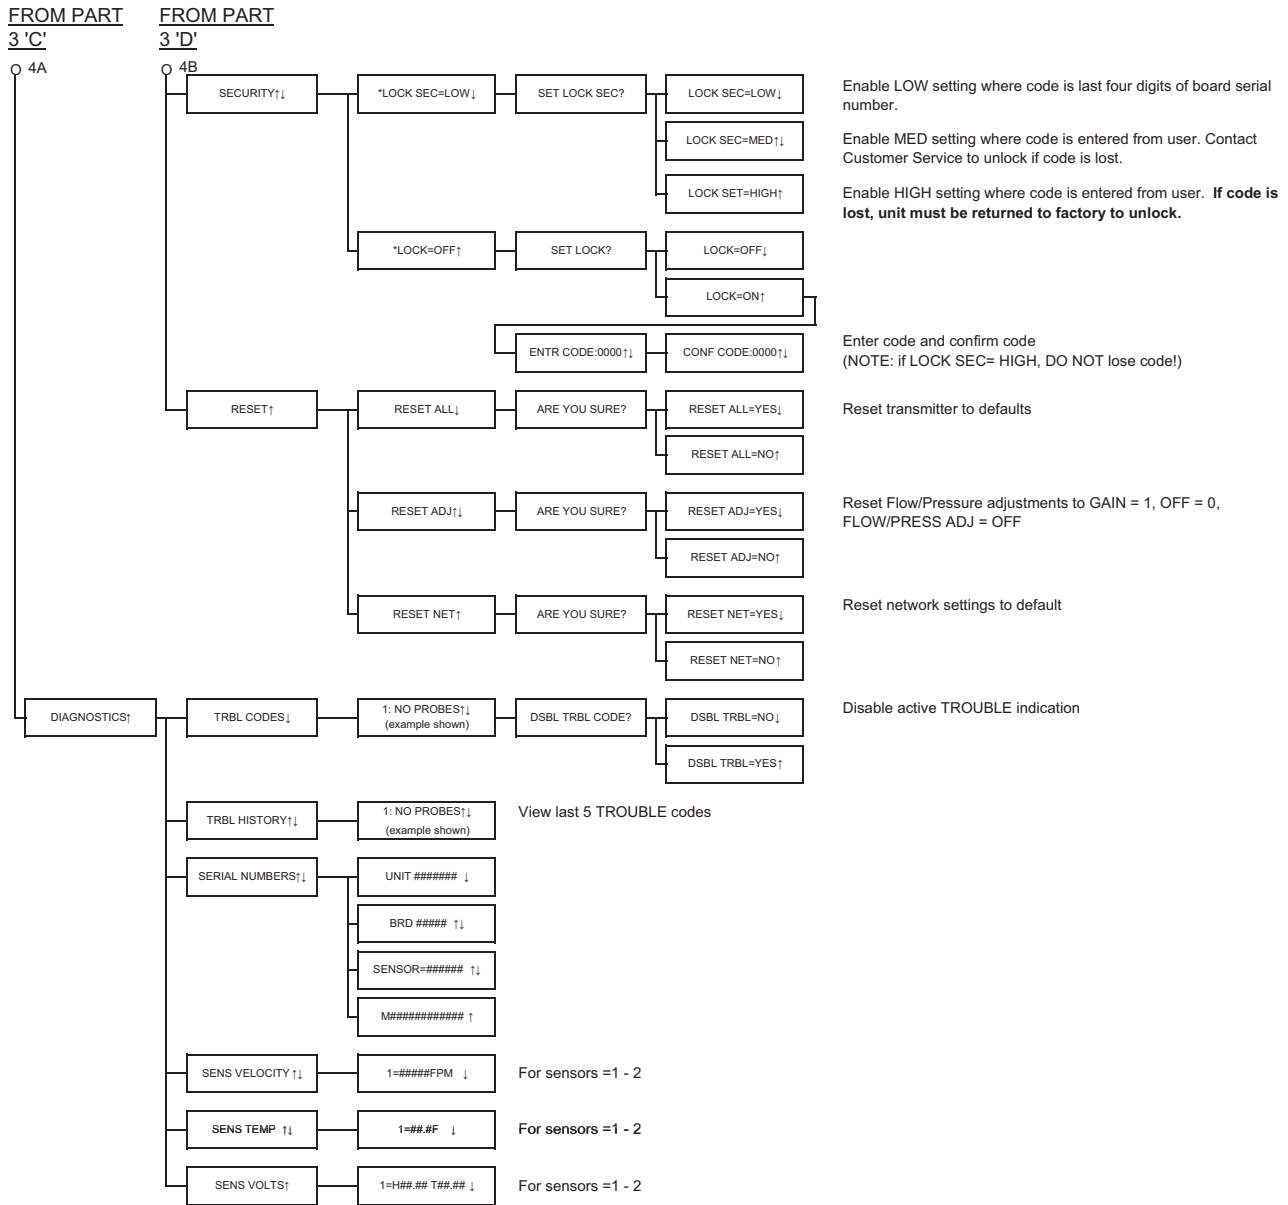 FROM PART
3 'C'
FROM PART
3 'D'
4A
4B
SECURITY↑↓
*LOCK SEC=LOW↓
SET LOCK SEC?
LOCK SEC=LOW↓
Enable LOW setting where code is last four digits of board serial
number.
LOCK SEC=MED↑↓
Enable MED setting where code is entered from user. Contact
Customer Service to unlock if code is lost.
LOCK SET=HIGH↑
Enable HIGH setting where code is entered from user. If code is
lost, unit must be returned to factory to unlock.
*LOCK=OFF↑
SET LOCK?
LOCK=OFF↓
LOCK=ON↑
ENTR CODE:0000↑↓
CONF CODE:0000↑↓
Enter code and confirm code
(NOTE: if LOCK SEC= HIGH, DO NOT lose code!)
RESET↑
RESET ALL↓
ARE YOU SURE?
RESET ALL=YES↓
Reset transmitter to defaults
RESET ALL=NO↑
RESET ADJ↑↓
ARE YOU SURE?
RESET ADJ=YES↓
Reset Flow/Pressure adjustments to GAIN = 1, OFF = 0,
FLOW/PRESS ADJ = OFF
RESET ADJ=NO↑
RESET NET↑
ARE YOU SURE?
RESET NET=YES↓
Reset network settings to default
RESET NET=NO↑
DIAGNOSTICS↑
TRBL CODES↓
1: NO PROBES↑↓
(example shown)
DSBL TRBL CODE?
DSBL TRBL=NO↓
Disable active TROUBLE indication
DSBL TRBL=YES↑
TRBL HISTORY↑↓
1: NO PROBES↑↓
(example shown)
View last 5 TROUBLE codes
SERIAL NUMBERS↑↓
UNIT ####### ↓
BRD ##### ↑↓
SENSOR=###### ↑↓
M############ ↑
SENS VELOCITY ↑↓
1=#####FPM ↓
For sensors =1 - 2
SENS TEMP ↑↓
1=##.#F ↓
For sensors =1 - 2
SENS VOLTS↑
1=H##.## T##.## ↓
For sensors =1 - 2